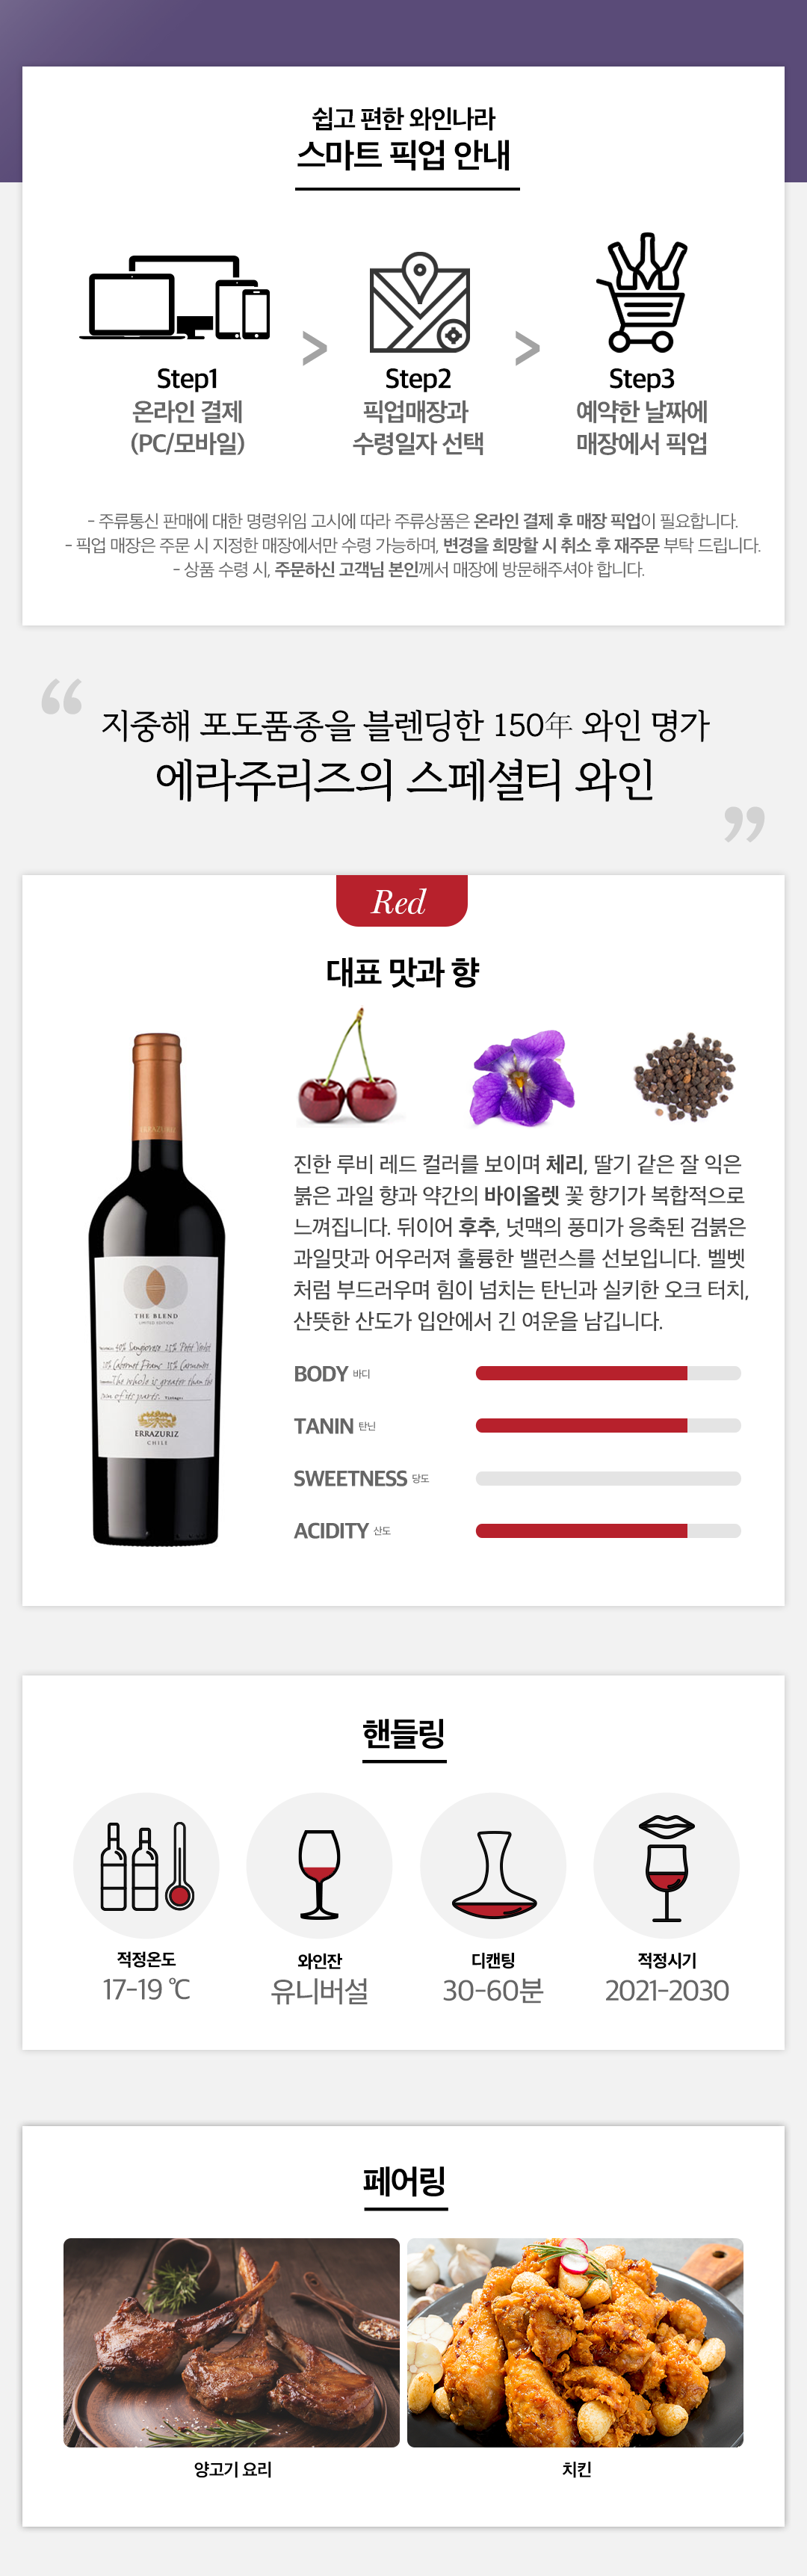 쉽고 편한 와인나라
스마트 픽업 안내
Step1
온라인 결제
(PC/모바일)
>
Step2
픽업매장과
수령일자 선택
>
Step3
예약한 날짜에
매장에서 픽업
- 주류통신 판매에 대한 명령위임 고시에 따라 주류상품은 온라인 결제 후 매장 픽업이 필요합니다.
- 픽업 매장은 주문 시 지정한 매장에서만 수령 가능하며, 변경을 희망할 시 취소 후 재주문 부탁 드립니다.
- 상품 수령 시, 주문하신 고객님 본인께서 매장에 방문해주셔야 합니다.
“ 지중해 포도품종을 블렌딩한 150年 와인 명가
에라주리즈의 스페셜티 와인 ”
Red
대표 맛과 향
ERRAZURIZ
THE BLEND
LIMITED EDITION
40% Sangiovese 25% Petit Verdot
20% Cabernet Franc 15% Carmenere
The whole is greater than the
sum of its parts.
ERRAZURIZ
CHILE
진한 루비 레드 컬러를 보이며 체리, 딸기 같은 잘 익은
붉은 과일 향과 약간의 바이올렛 꽃 향기가 복합적으로
느껴집니다. 뒤이어 후추, 넛맥의 풍미가 응축된 검붉은
과일맛과 어우러져 훌륭한 밸런스를 선보입니다. 벨벳
처럼 부드러우며 힘이 넘치는 탄닌과 실키한 오크 터치,
산뜻한 산도가 입안에서 긴 여운을 남깁니다.
BODY 바디
TANIN 탄닌
SWEETNESS 당도
ACIDITY 산도
핸들링
적정온도
17-19 ℃
와인잔
유니버설
디캔팅
30-60분
적정시기
2021-2030
페어링
양고기 요리
치킨